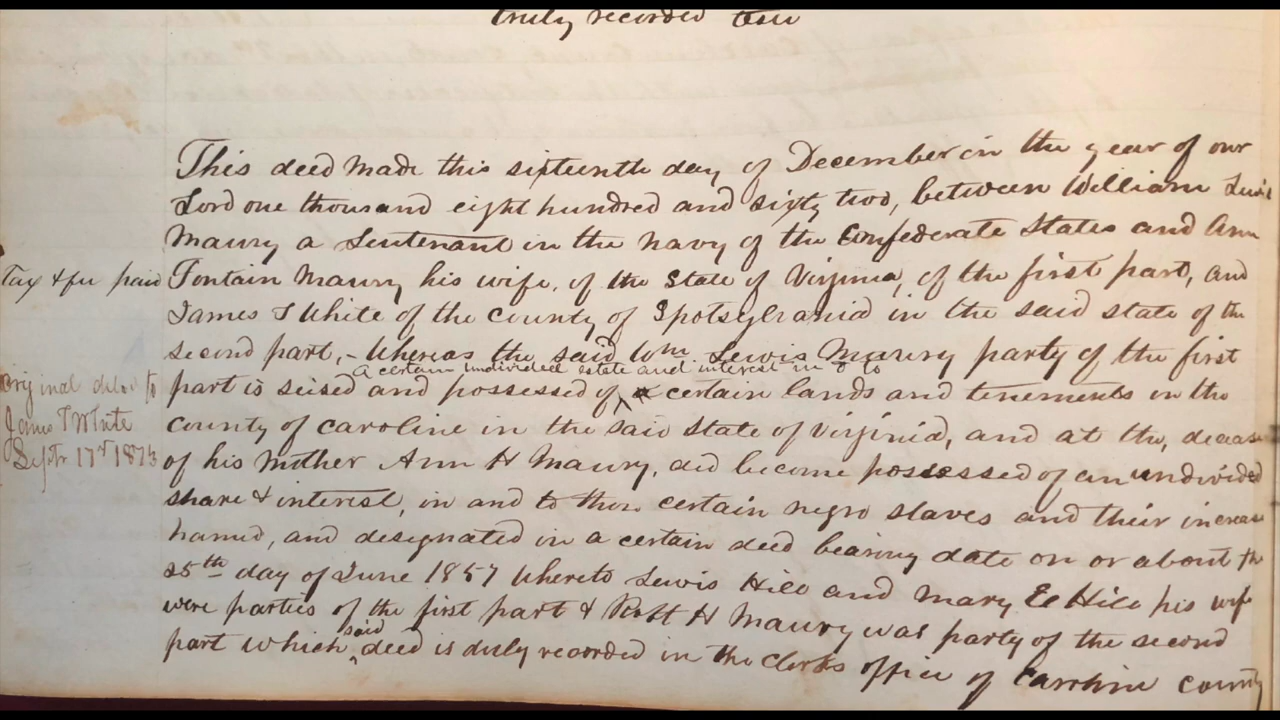 truly recorded teste
This deed made this sixteenth day of December in the year of our
Lord one thousand eight hundred and sixty two, between William Lewis
Maury a Leutenant in the navy of the Confederate States and Ann
Tax & fee paid
Fontain Maury his wife, of the State of Virginia, of the first part, and
James T White of the county of Spotsylvania in the said state of the
second part, - Whereas the said Wm. Lewis Maury party of the first
a certain undivided estate and interest in & to
original deliv to
James T White
Septr 17th 1873
part is seised and possessed of certain lands and tenements in the
county of Caroline in the said State of Virginia, and at the, decease
of his Mother Ann H Maury, did become possessed of an undivided
share & interest, in and to those certain negro slaves and their increase
named, and designated in a certain deed bearing date on or about the
25th day of June 1857 Whereto Lewis Hill and Mary E Hill his wife
were parties of the first part & Robt H Maury was party of the second
said
part which deed is duly recorded in the Clerks office of Caroline county